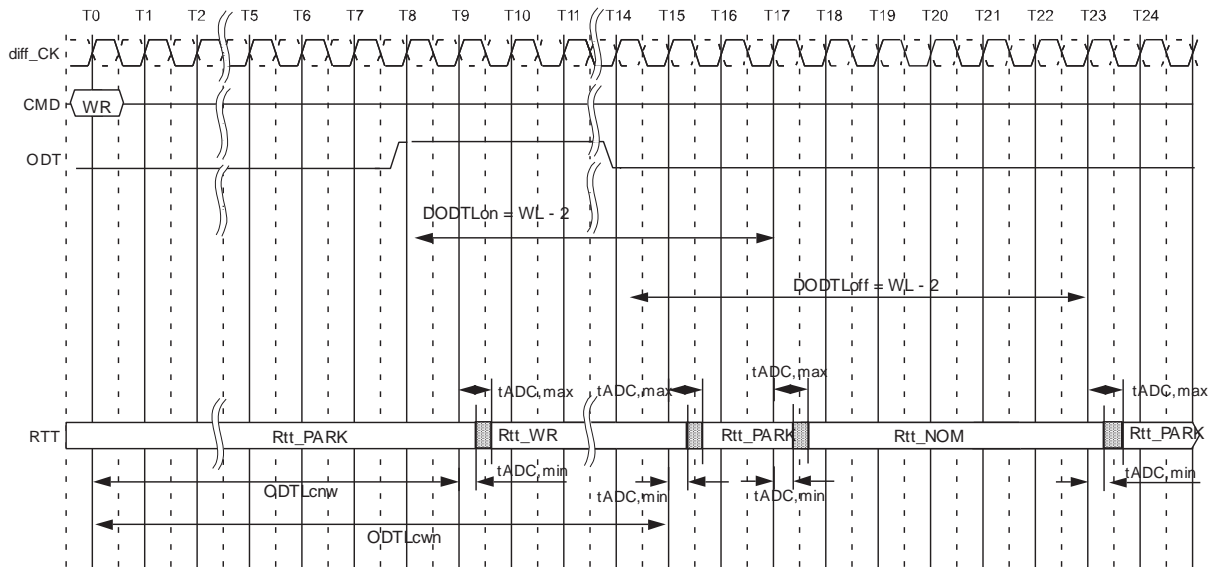 T0 T1 T2 T5 T6 T7 T8 T9 T10 T11 T14 T15 T16 T17 T18 T19 T20 T21 T22 T23 T24
diff_CK
CMD WR
ODT
DODTLon = WL - 2
DODTLoff = WL - 2
tADC,max tADC,max tADC,max tADC,max
RTT Rtt_PARK Rtt_WR Rtt_PARK Rtt_NOM Rtt_PARK
tADC,min tADC,min tADC,min tADC,min
ODTLcnw
ODTLcwn